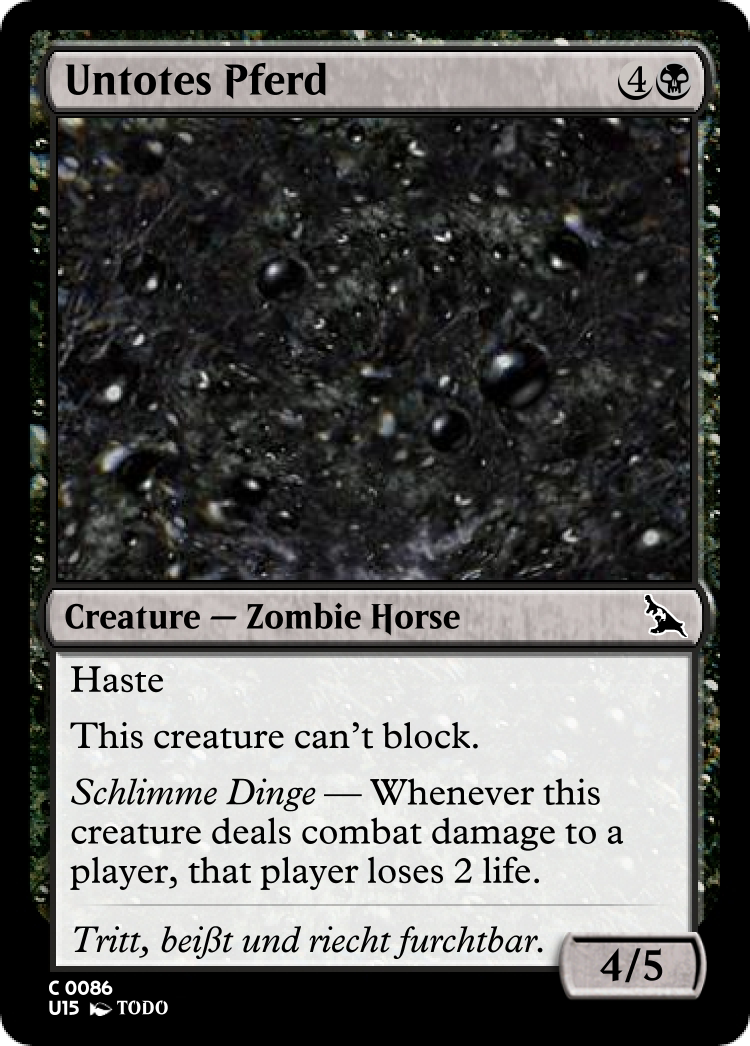 Untotes Pferd 4
Creature — Zombie Horse
Haste
This creature can't block.
Schlimme Dinge — Whenever this
creature deals combat damage to a
player, that player loses 2 life.
Tritt, beißt und riecht furchtbar.
4/5
C 0086
U15 TODO